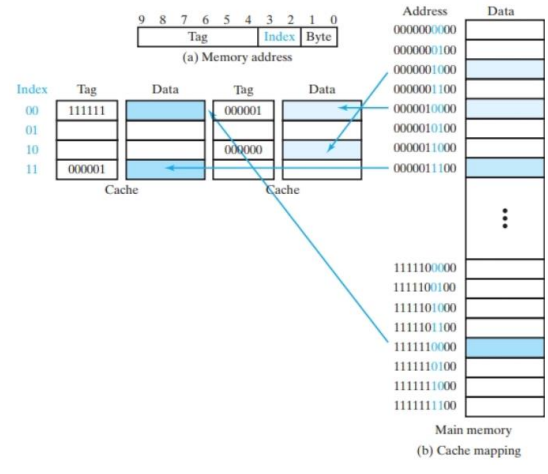 9 8 7 6 5 4 3 2 1 0
Tag Index Byte
(a) Memory address
Index Tag Data Tag Data
00 111111 000001
01
10 000000
11 000001
Cache Cache
Address Data
0000000000
0000000100
0000001000
0000001100
0000010000
0000010100
0000011000
0000011100
1111100000
1111100100
1111101000
1111101100
1111110000
1111110100
1111111000
1111111100
Main memory
(b) Cache mapping